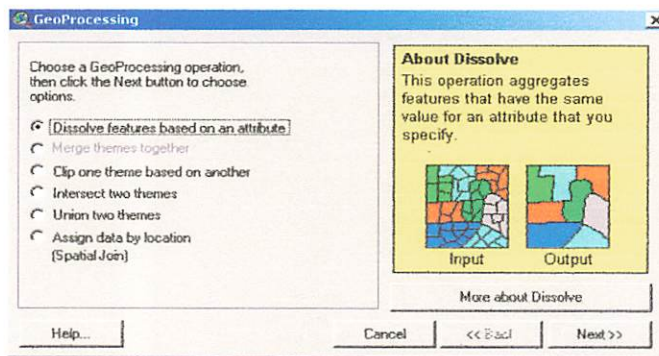 GeoProcessing
Choose a GeoProcessing operation,
then click the Next button to choose
options.
Dissolve features based on an attribute
Merge themes together
Clip one theme based on another
Intersect two themes
Union two themes
Assign data by location
(Spatial Join)
About Dissolve
This operation aggregates
features that have the same
value for an attribute that you
specify.
Input Output
More about Dissolve
Help... Cancel << Back Next >>